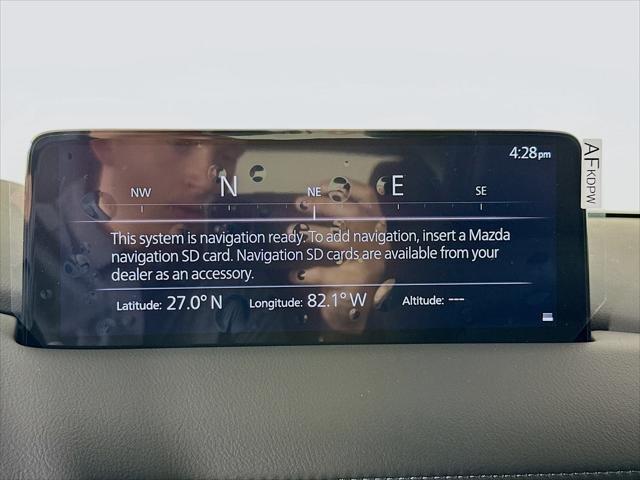 4:28pm
AFKDPW
NW N NE E SE
This system is navigation ready. To add navigation, insert a Mazda
navigation SD card. Navigation SD cards are available from your
dealer as an accessory.
Latitude: 27.0° N Longitude: 82.1° W Altitude: ---